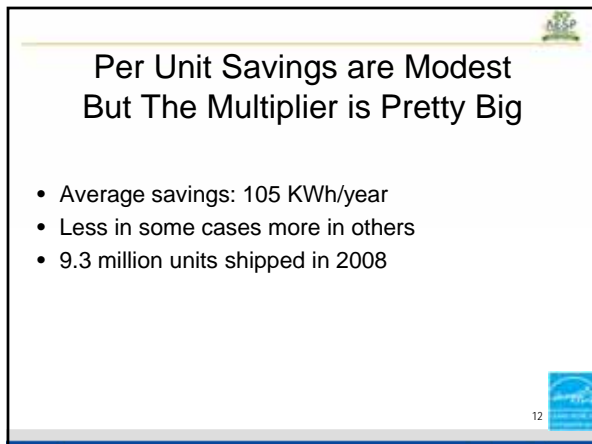 AESP
Per Unit Savings are Modest
But The Multiplier is Pretty Big
• Average savings: 105 KWh/year
• Less in some cases more in others
• 9.3 million units shipped in 2008
12